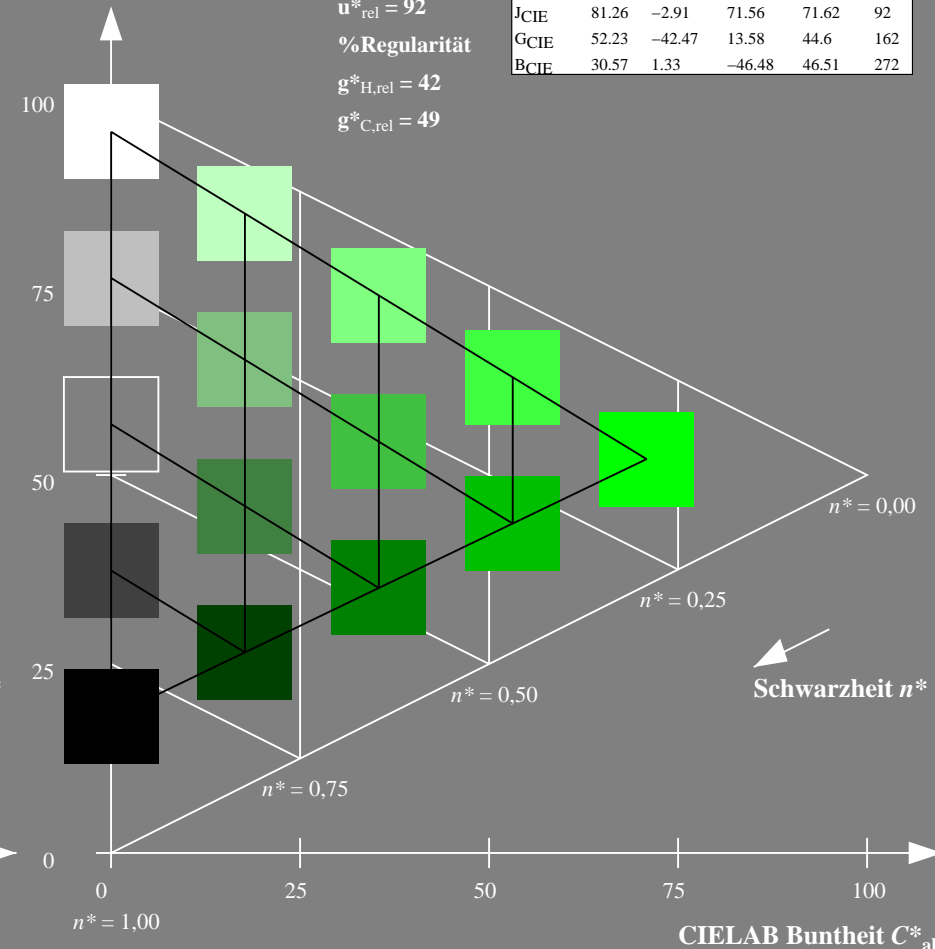 u*rel = 92
%Regularität
g*H,rel = 42
g*C,rel = 49
JCIE 81.26 −2.91 71.56 71.62 92
GCIE 52.23 −42.47 13.58 44.6 162
BCIE 30.57 1.33 −46.48 46.51 272
100
75
50
n* = 0,00
n* = 0,25
25
n* = 0,50
Schwarzheit n*
n* = 0,75
0
0 25 50 75 100
n* = 1,00
CIELAB Buntheit C*a